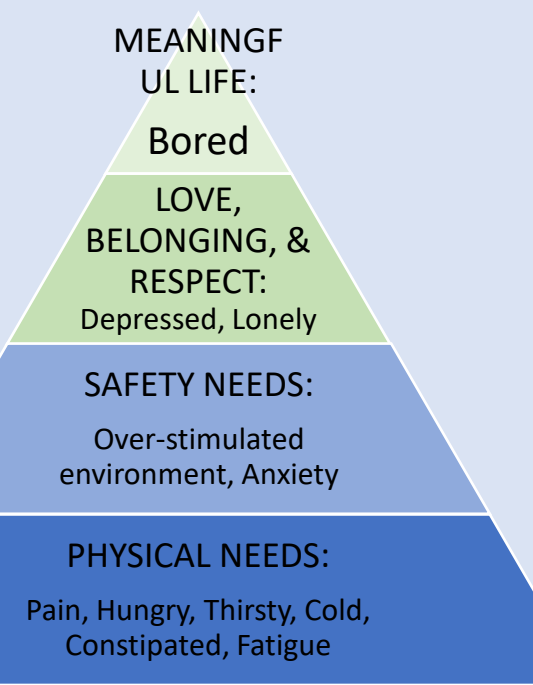 MEANINGF
UL LIFE:
Bored
LOVE,
BELONGING, &
RESPECT:
Depressed, Lonely
SAFETY NEEDS:
Over-stimulated
environment, Anxiety
PHYSICAL NEEDS:
Pain, Hungry, Thirsty, Cold,
Constipated, Fatigue